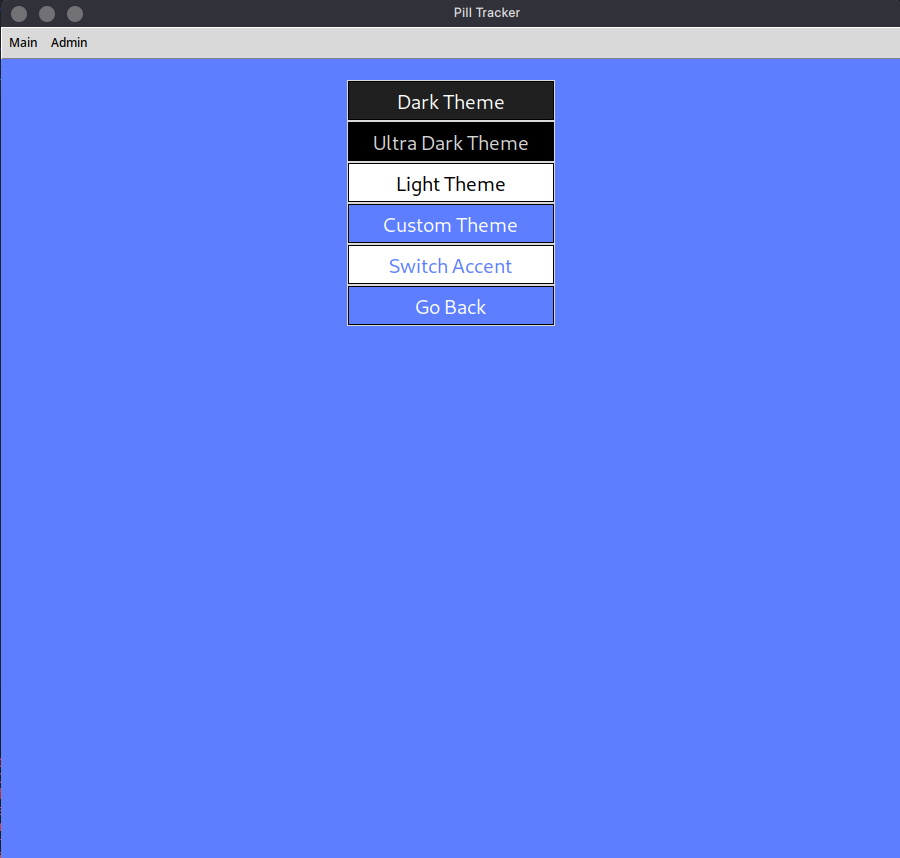 Pill Tracker
Main Admin
Dark Theme
Ultra Dark Theme
Light Theme
Custom Theme
Switch Accent
Go Back